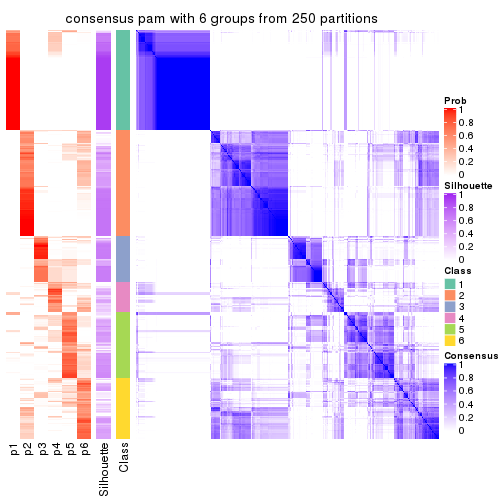 consensus pam with 6 groups from 250 partitions
Prob
1
0.8
0.6
0.4
0.2
0
Silhouette
1
0.8
0.6
0.4
0.2
0
Class
1
2
3
4
5
6
Consensus
1
0.8
0.6
0.4
0.2
0
p1
p2
p3
p4
p5
p6
Silhouette
Class